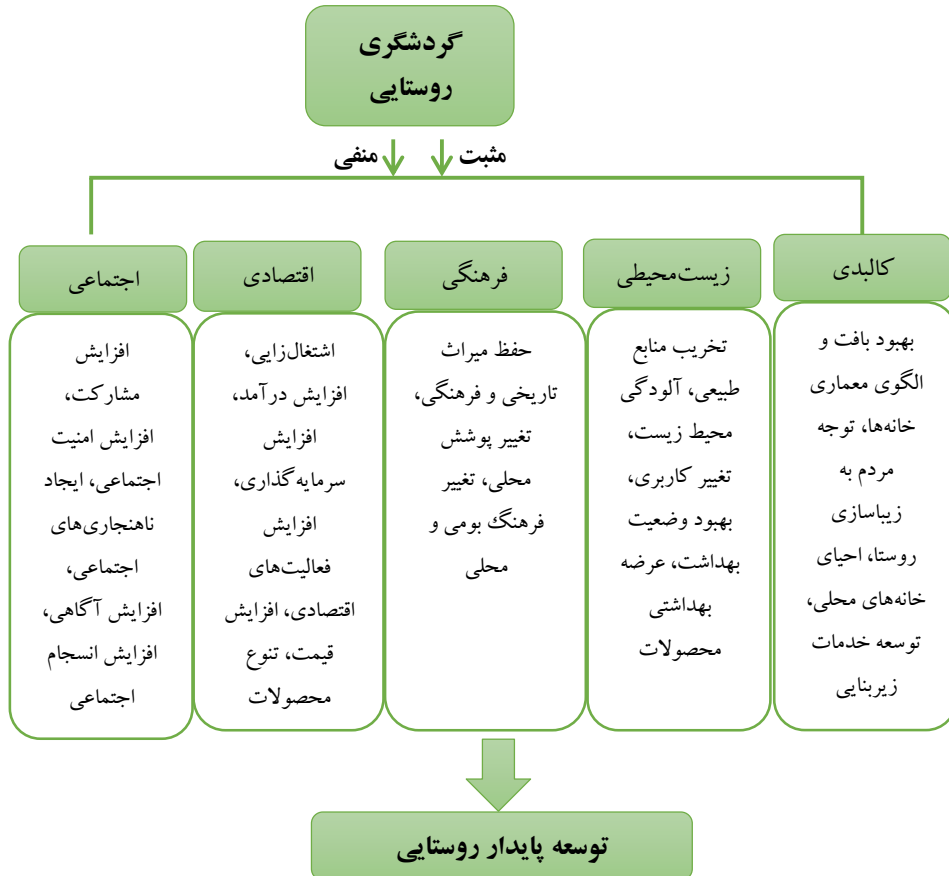 گردشگری
روستایی
مثبت
منفی
کالبدی
بهبود بافت و
الگوی معماری
خانه‌ها، توجه
مردم به
زیباسازی
روستا، احیای
خانه‌های محلی،
توسعه خدمات
زیربنایی
زیست‌محیطی
تخریب منابع
طبیعی، آلودگی
محیط زیست،
تغییر کاربری،
بهبود وضعیت
بهداشت، عرضه
بهداشتی
محصولات
فرهنگی
حفظ میراث
تاریخی و فرهنگی،
تغییر پوشش
محلی، تغییر
فرهنگ بومی و
محلی
اقتصادی
اشتغال‌زایی،
افزایش درآمد،
افزایش
سرمایه‌گذاری،
افزایش
فعالیت‌های
اقتصادی، افزایش
قیمت، تنوع
محصولات
اجتماعی
افزایش
مشارکت،
افزایش امنیت
اجتماعی، ایجاد
ناهنجاری‌های
اجتماعی،
افزایش آگاهی،
افزایش انسجام
اجتماعی
توسعه پایدار روستایی